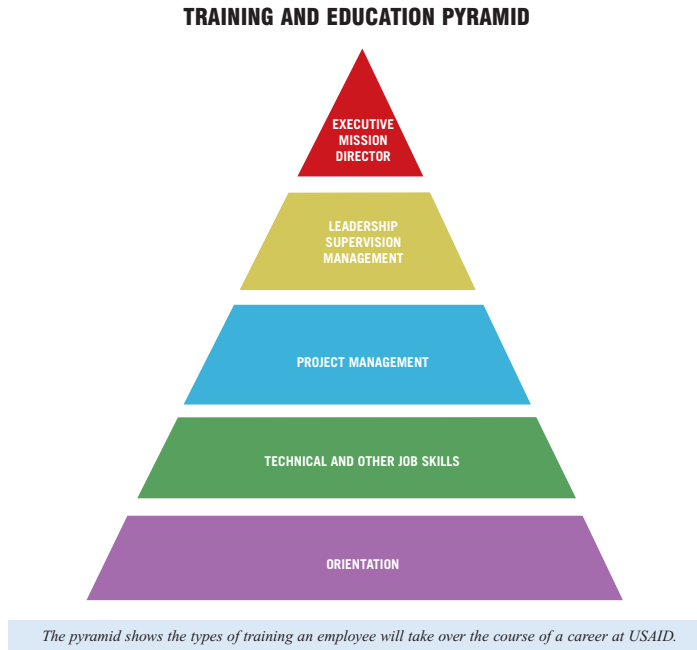 TRAINING AND EDUCATION PYRAMID
EXECUTIVE
MISSION
DIRECTOR
LEADERSHIP
SUPERVISION
MANAGEMENT
PROJECT MANAGEMENT
TECHNICAL AND OTHER JOB SKILLS
ORIENTATION
The pyramid shows the types of training an employee will take over the course of a career at USAID.